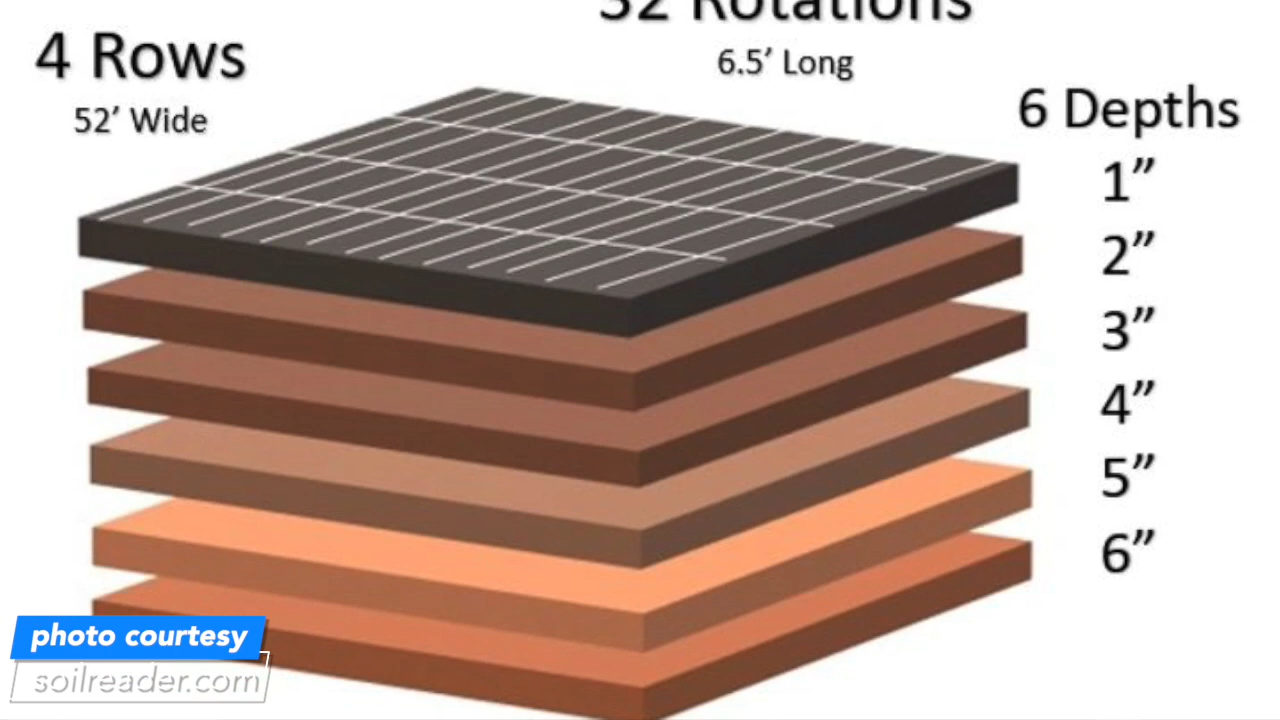 4 Rows
52’ Wide
32 Rotations
6.5’ Long
6 Depths
1”
2”
3”
4”
5”
6”
photo courtesy
soilreader.com